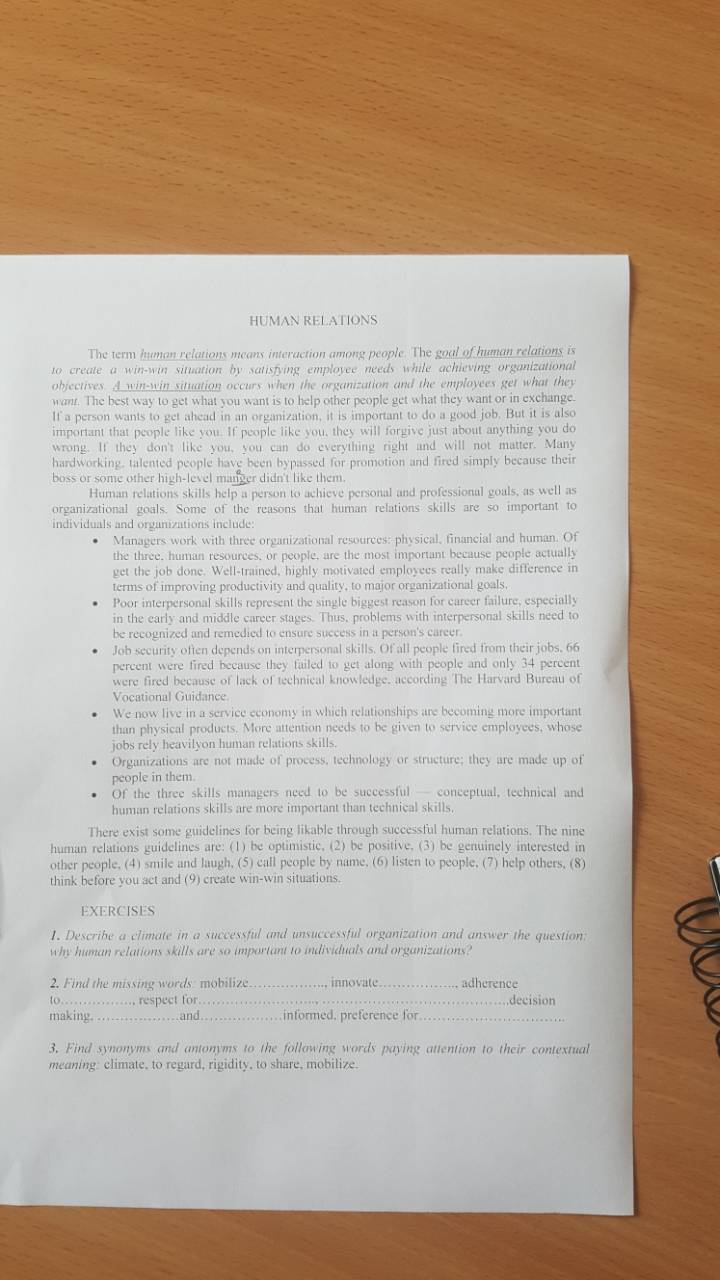 HUMAN RELATIONS
The term human relations means interaction among people. The goal of human relations is
to create a win-win situation by satisfying employee needs while achieving organizational
objectives. A win-win situation occurs when the organization and the employees get what they
want. The best way to get what you want is to help other people get what they want or in exchange.
If a person wants to get ahead in an organization, it is important to do a good job. But it is also
important that people like you. If people like you, they will forgive just about anything you do
wrong. If they don't like you, you can do everything right and will not matter. Many
hardworking, talented people have been bypassed for promotion and fired simply because their
boss or some other high-level manger didn't like them.
Human relations skills help a person to achieve personal and professional goals, as well as
organizational goals. Some of the reasons that human relations skills are so important to
individuals and organizations include:
• Managers work with three organizational resources: physical, financial and human. Of
the three, human resources, or people, are the most important because people actually
get the job done. Well-trained, highly motivated employees really make difference in
terms of improving productivity and quality, to major organizational goals.
• Poor interpersonal skills represent the single biggest reason for career failure, especially
in the early and middle career stages. Thus, problems with interpersonal skills need to
be recognized and remedied to ensure success in a person's career.
• Job security often depends on interpersonal skills. Of all people fired from their jobs, 66
percent were fired because they failed to get along with people and only 34 percent
were fired because of lack of technical knowledge, according The Harvard Bureau of
Vocational Guidance.
• We now live in a service economy in which relationships are becoming more important
than physical products. More attention needs to be given to service employees, whose
jobs rely heavilyon human relations skills.
• Organizations are not made of process, technology or structure; they are made up of
people in them.
• Of the three skills managers need to be successful — conceptual, technical and
human relations skills are more important than technical skills.
There exist some guidelines for being likable through successful human relations. The nine
human relations guidelines are: (1) be optimistic, (2) be positive, (3) be genuinely interested in
other people, (4) smile and laugh, (5) call people by name, (6) listen to people, (7) help others, (8)
think before you act and (9) create win-win situations.
EXERCISES
1. Describe a climate in a successful and unsuccessful organization and answer the question:
why human relations skills are so important to individuals and organizations?
2. Find the missing words: mobilize................., innovate................., adherence
to................, respect for........................, ..........................................decision
making, ..................and..................informed, preference for................................
3. Find synonyms and antonyms to the following words paying attention to their contextual
meaning: climate, to regard, rigidity, to share, mobilize.